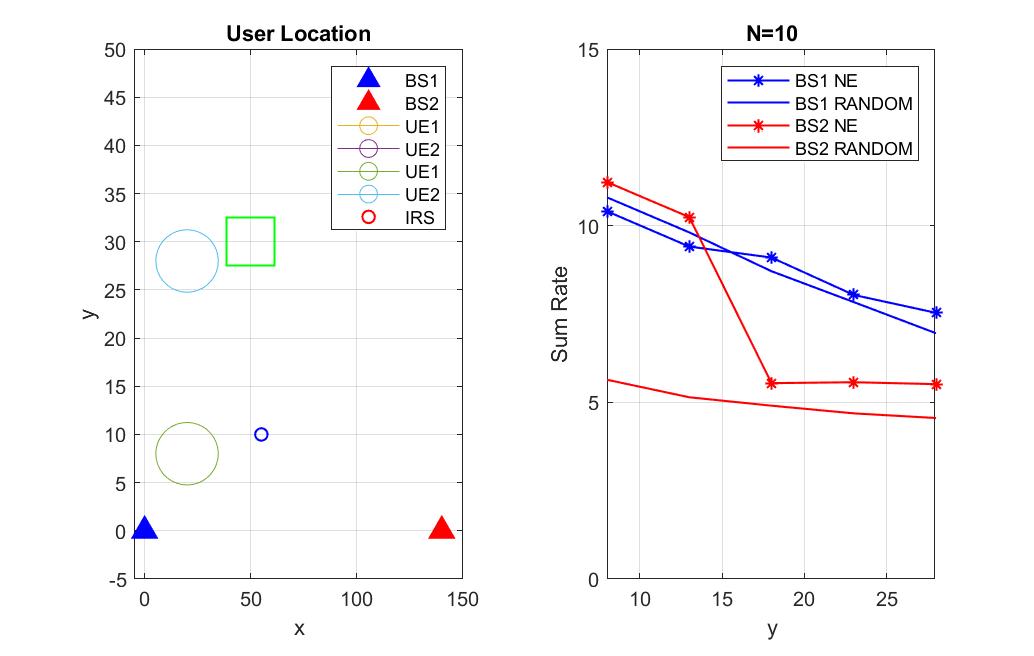 User Location
50
45
40
35
30
25
20
15
10
5
0
-5
y
0
50
100
150
x
BS1
BS2
UE1
UE2
UE1
UE2
IRS
N=10
15
10
5
0
Sum Rate
10
15
20
25
y
BS1 NE
BS1 RANDOM
BS2 NE
BS2 RANDOM